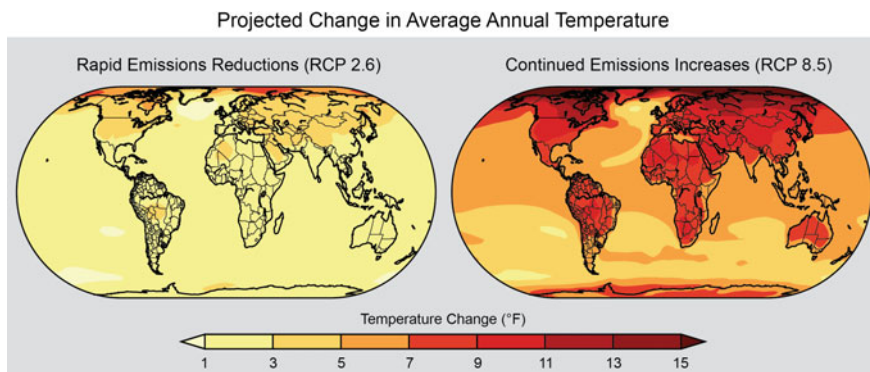 Projected Change in Average Annual Temperature
Rapid Emissions Reductions (RCP 2.6)
Continued Emissions Increases (RCP 8.5)
Temperature Change (°F)
1 3 5 7 9 11 13 15